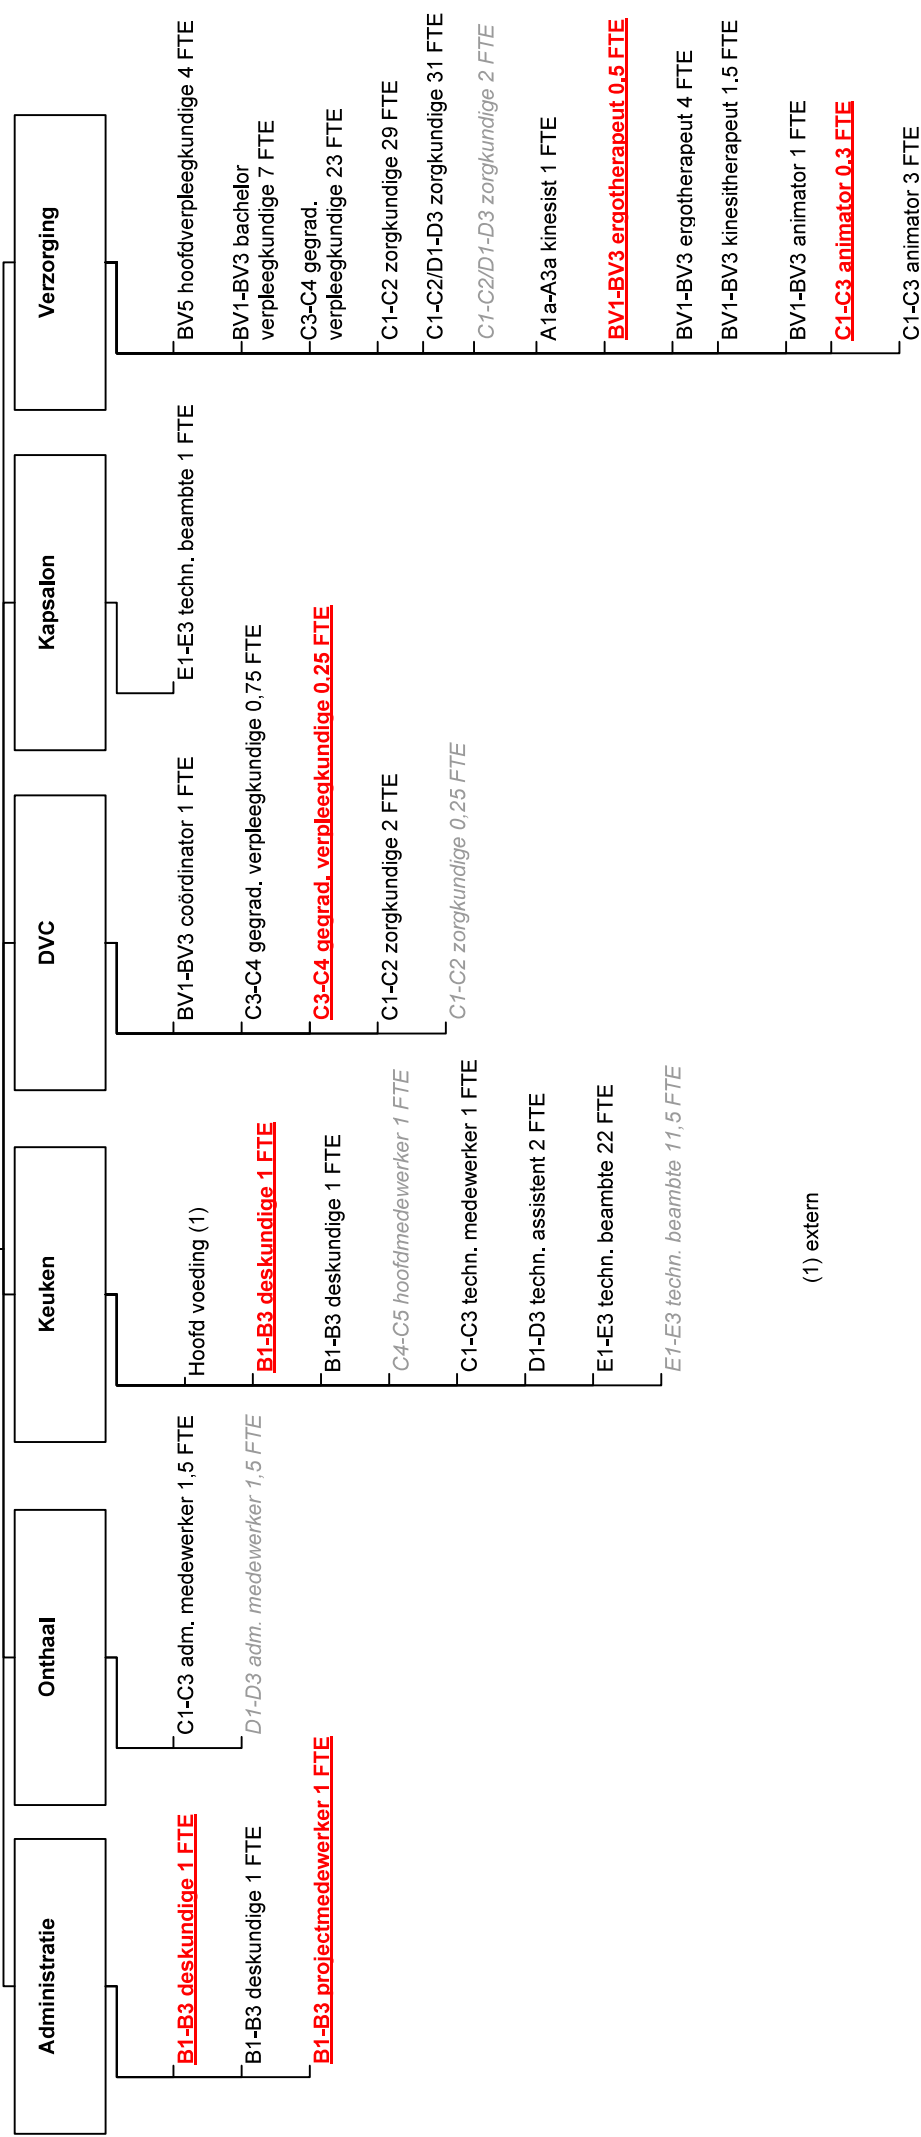 Administratie
B1-B3 deskundige 1 FTE
B1-B3 deskundige 1 FTE
B1-B3 projectmedewerker 1 FTE
Onthaal
C1-C3 adm. medewerker 1,5 FTE
D1-D3 adm. medewerker 1,5 FTE
Keuken
Hoofd voeding (1)
B1-B3 deskundige 1 FTE
B1-B3 deskundige 1 FTE
C4-C5 hoofdmedewerker 1 FTE
C1-C3 techn. medewerker 1 FTE
D1-D3 techn. assistent 2 FTE
E1-E3 techn. beambte 22 FTE
E1-E3 techn. beambte 11,5 FTE
(1) extern
DVC
BV1-BV3 coördinator 1 FTE
C3-C4 gegrad. verpleegkundige 0,75 FTE
C3-C4 gegrad. verpleegkundige 0,25 FTE
C1-C2 zorgkundige 2 FTE
C1-C2 zorgkundige 0,25 FTE
Kapsalon
E1-E3 techn. beambte 1 FTE
Verzorging
BV5 hoofdverpleegkundige 4 FTE
BV1-BV3 bachelor
verpleegkundige 7 FTE
C3-C4 gegrad.
verpleegkundige 23 FTE
C1-C2 zorgkundige 29 FTE
C1-C2/D1-D3 zorgkundige 31 FTE
C1-C2/D1-D3 zorgkundige 2 FTE
A1a-A3a kinesist 1 FTE
BV1-BV3 ergotherapeut 0,5 FTE
BV1-BV3 ergotherapeut 4 FTE
BV1-BV3 kinesitherapeut 1.5 FTE
BV1-BV3 animator 1 FTE
C1-C3 animator 0.3 FTE
C1-C3 animator 3 FTE